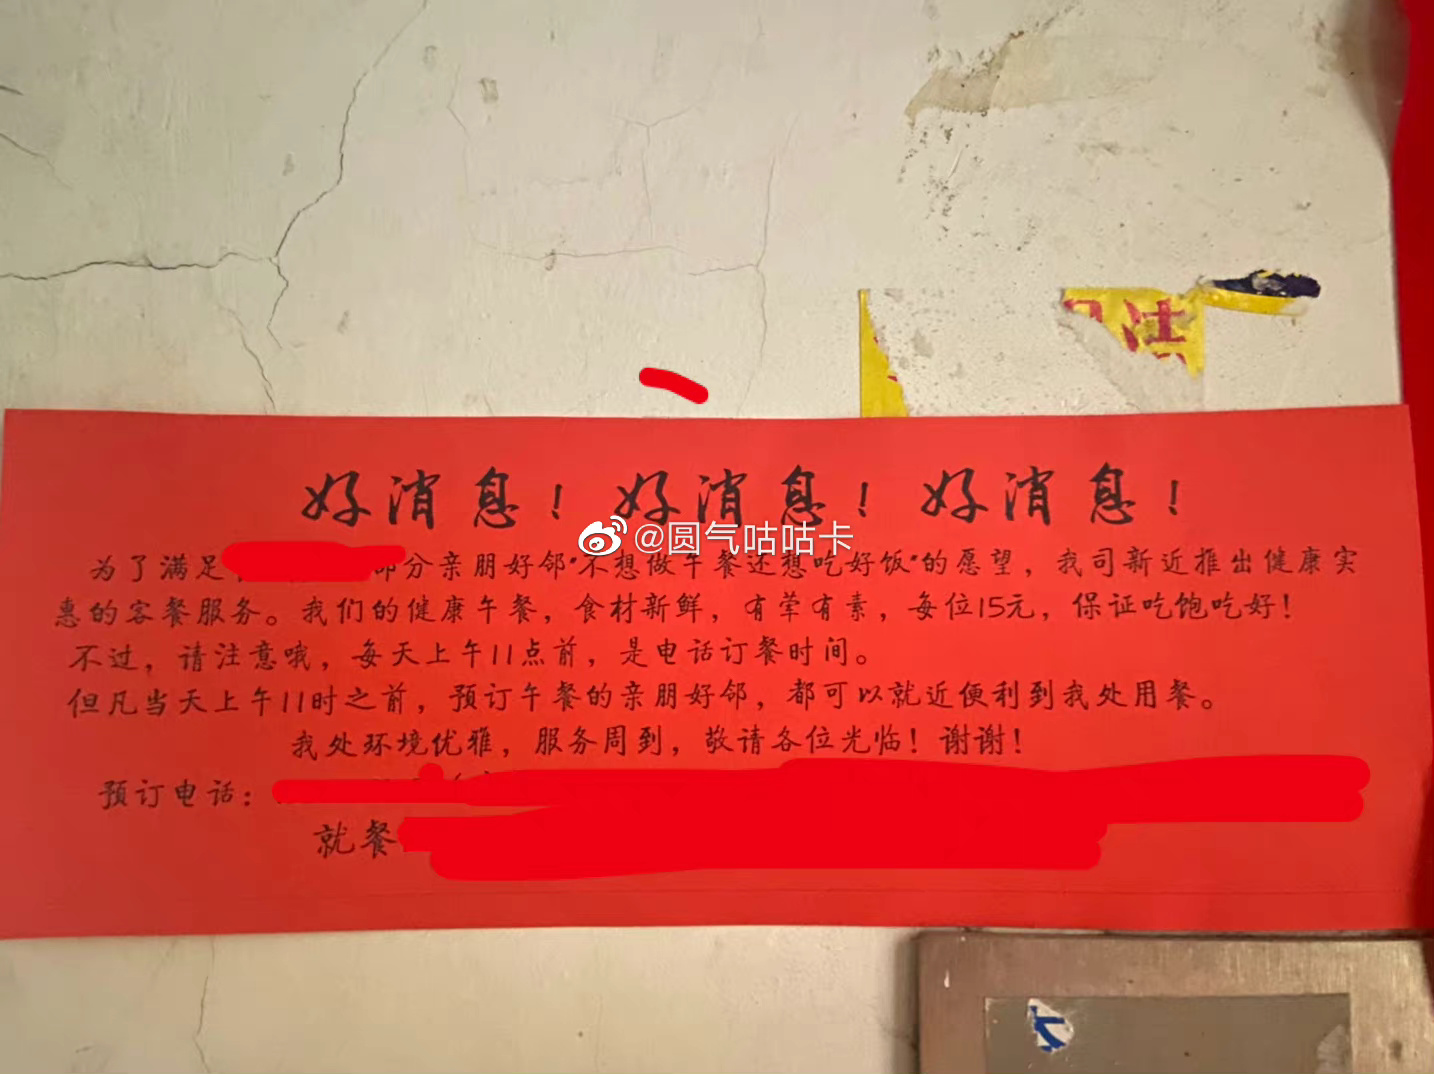 好消息！好消息！好消息！
@圆气咕咕卡
为了满足 部分亲朋好邻"不想做午餐还想吃好饭"的愿望，我司新近推出健康实
惠的客餐服务。我们的健康午餐，食材新鲜，有荤有素，每位15元，保证吃饱吃好！
不过，请注意哦，每天上午11点前，是电话订餐时间。
但凡当天上午11时之前，预订午餐的亲朋好邻，都可以就近便利到我处用餐。
我处环境优雅，服务周到，敬请各位光临！谢谢！
预订电话：
就餐